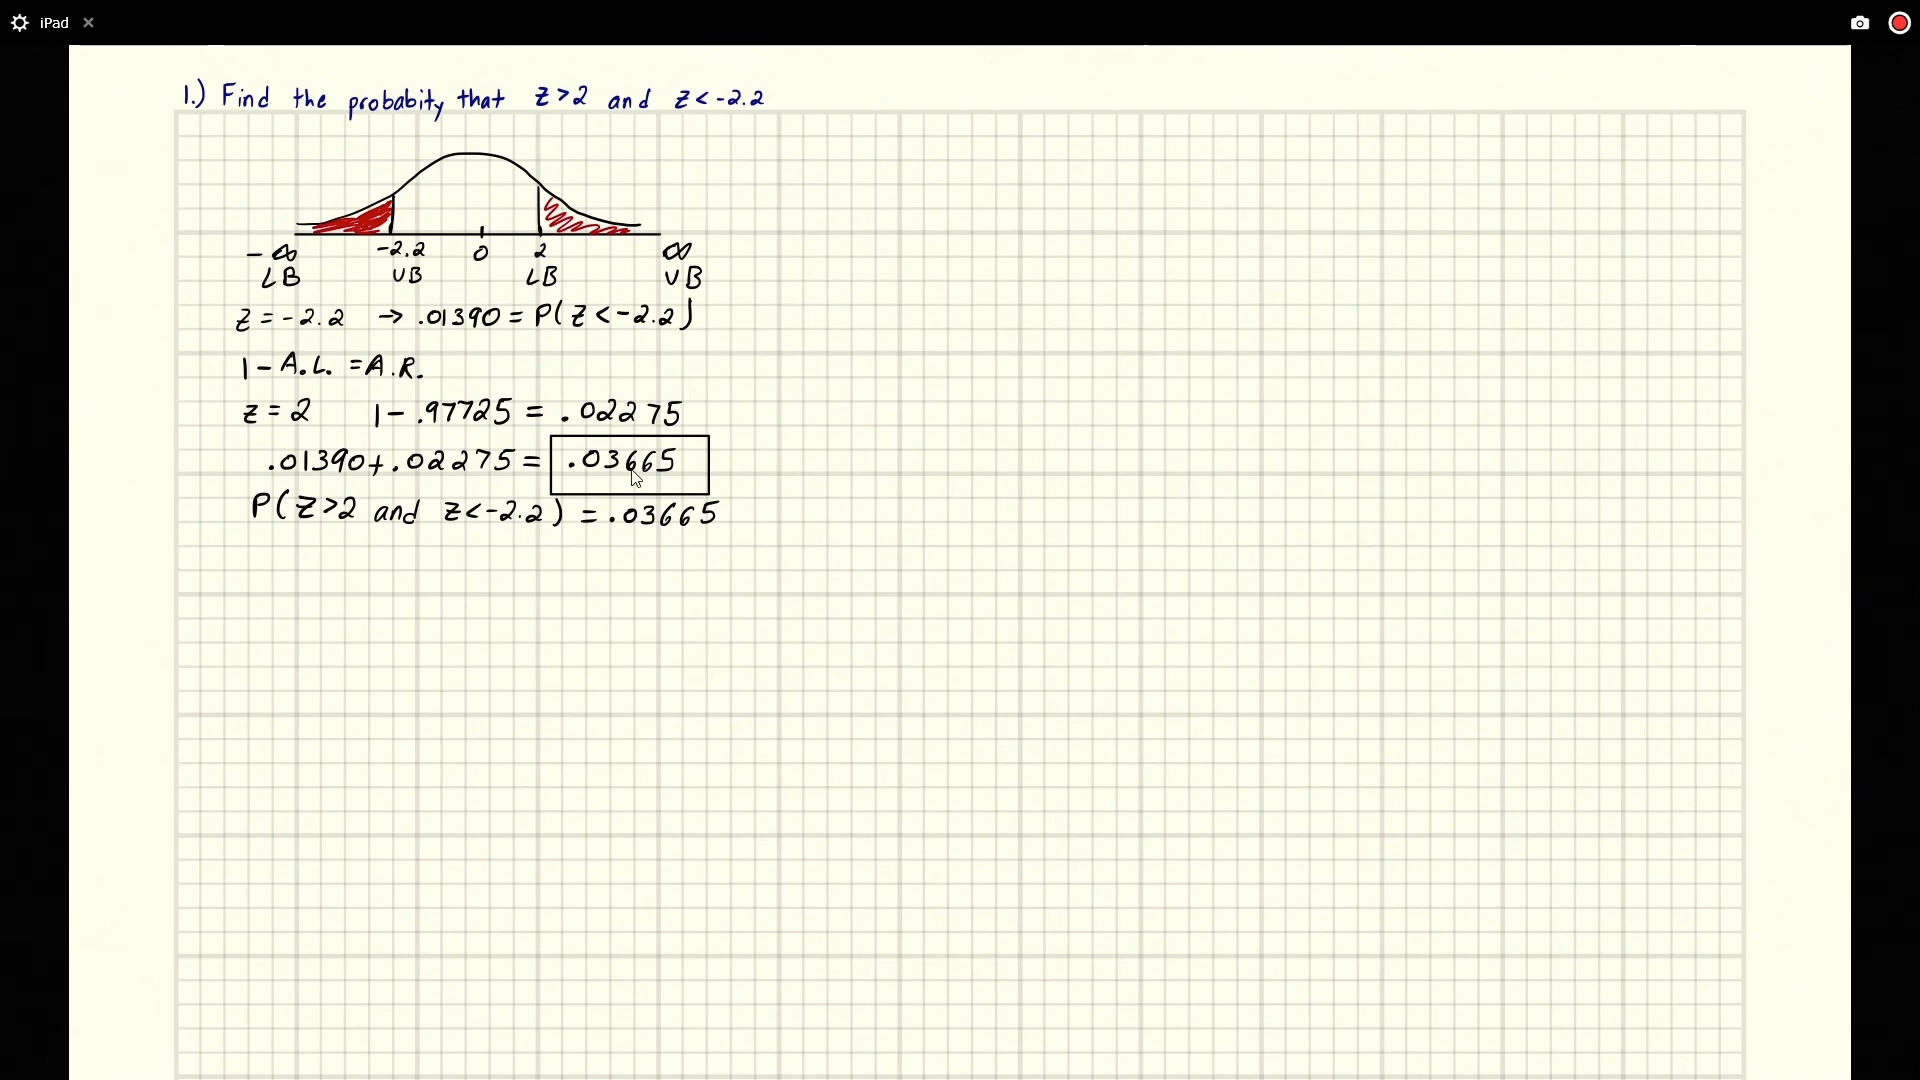 iPad
1.) Find the probabity that z>2 and z<-2.2
-∞ -2.2 0 2 ∞
LB UB LB UB
z = -2.2 → .01390 = P(z<-2.2)
1 - A.L. = A.R.
z = 2 1 - .97725 = .02275
.01390+.02275 = .03665
P(z>2 and z<-2.2) = .03665